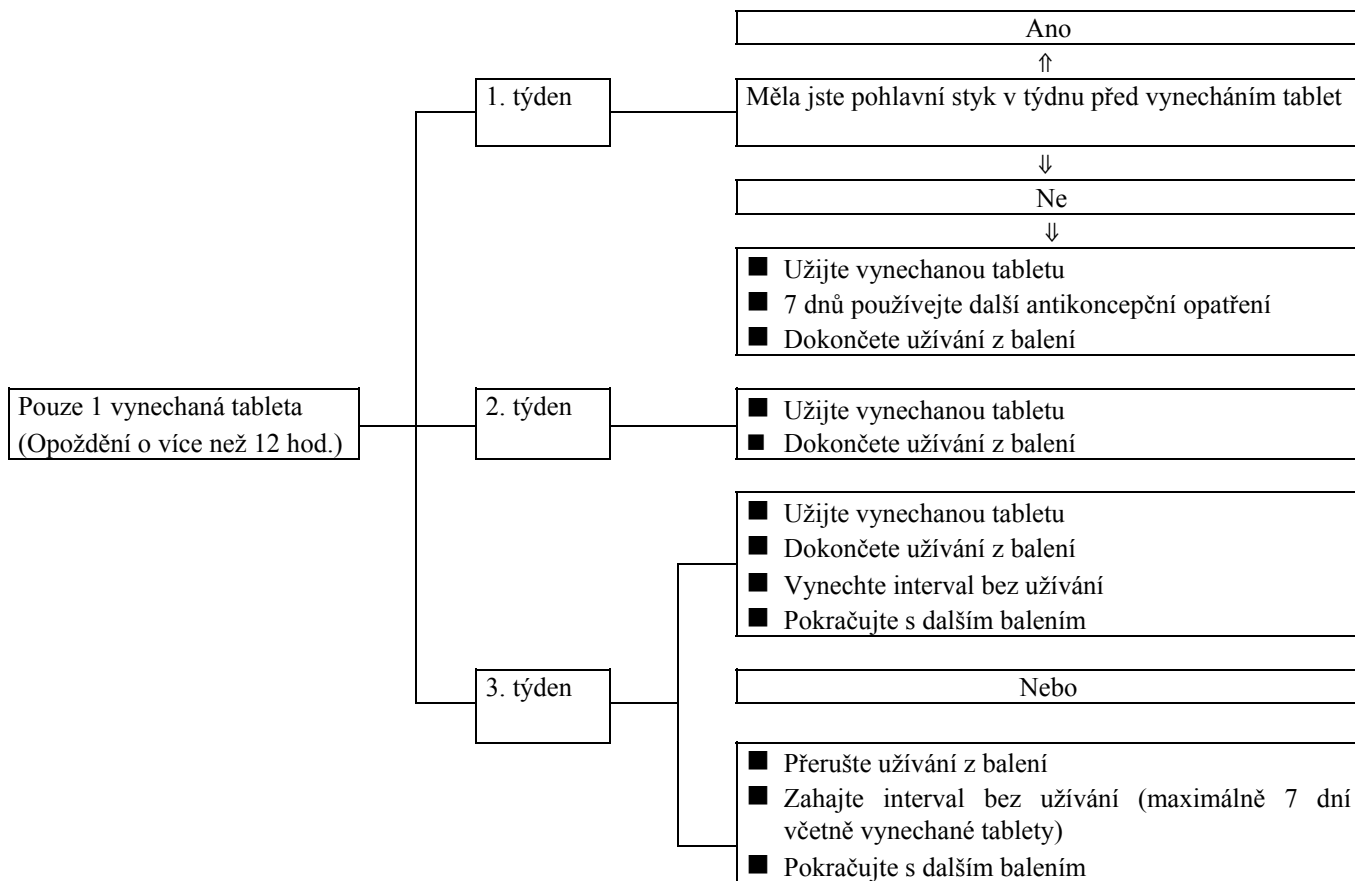 Ano
⇑
1. týden
Měla jste pohlavní styk v týdnu před vynecháním tablet
⇓
Ne
⇓
■ Užijte vynechanou tabletu
■ 7 dnů používejte další antikoncepční opatření
■ Dokončete užívání z balení
Pouze 1 vynechaná tableta
(Opoždění o více než 12 hod.)
2. týden
■ Užijte vynechanou tabletu
■ Dokončete užívání z balení
■ Užijte vynechanou tabletu
■ Dokončete užívání z balení
■ Vynechte interval bez užívání
■ Pokračujte s dalším balením
3. týden
Nebo
■ Přerušte užívání z balení
■ Zahajte interval bez užívání (maximálně 7 dní
včetně vynechané tablety)
■ Pokračujte s dalším balením